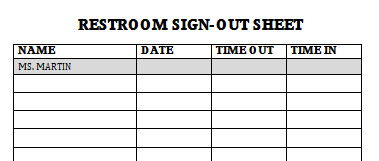 RESTROOM SIGN-OUT SHEET
NAME DATE TIME OUT TIME IN
MS. MARTIN